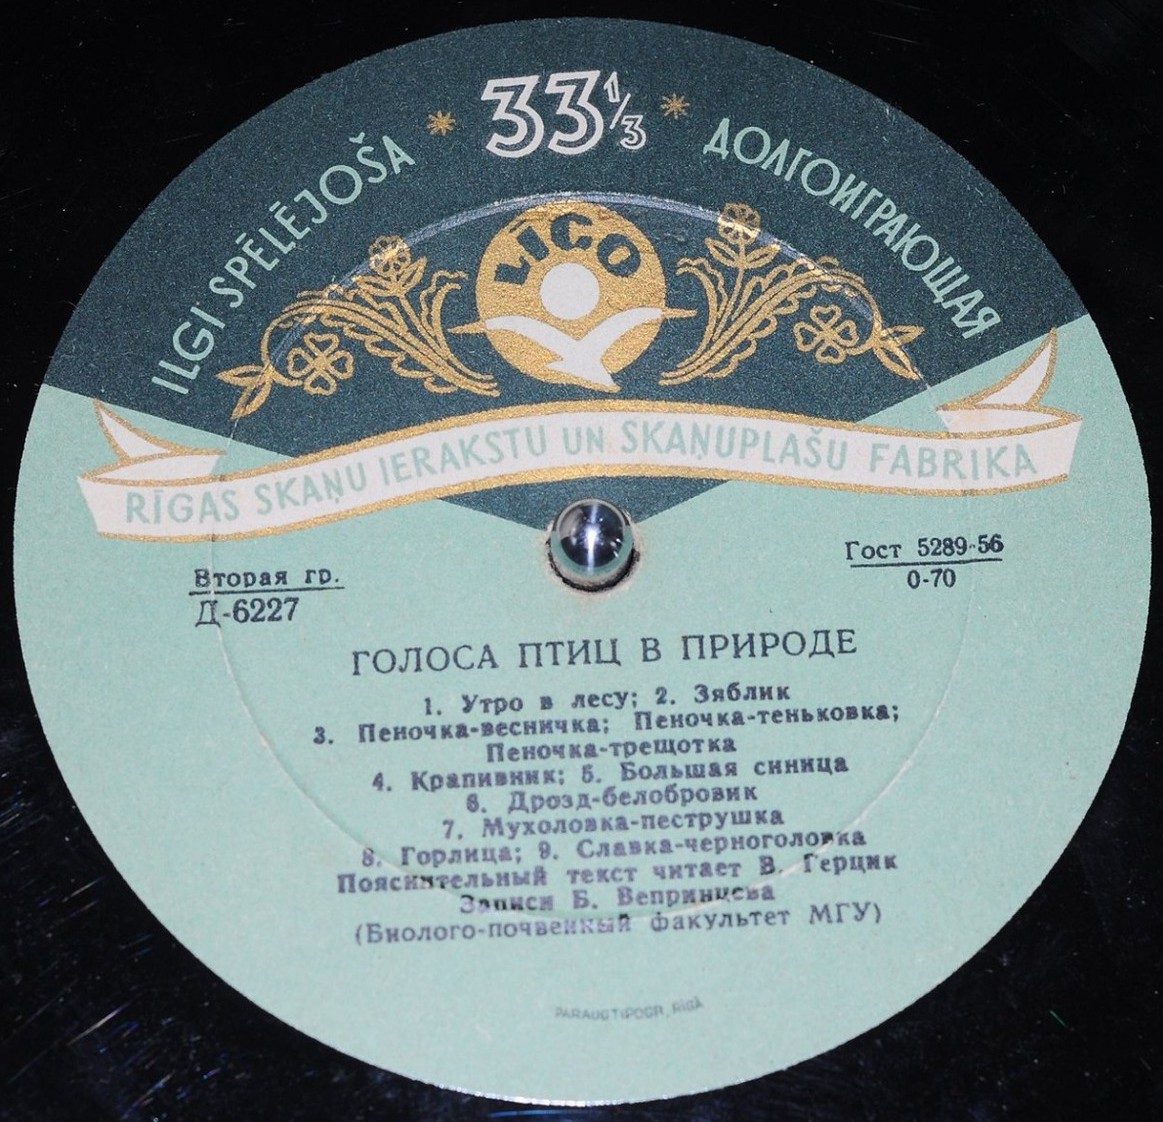 ILGI SPĒLĒJOŠA
33⅓
ДОЛГОИГРАЮЩАЯ
LĪGO
RĪGAS SKAŅU IERAKSTU UN SKAŅUPLAŠU FABRIKA
Вторая гр.
Д-6227
Гост 5289-56
0-70
ГОЛОСА ПТИЦ В ПРИРОДЕ
1. Утро в лесу; 2. Зяблик
3. Пеночка-весничка; Пеночка-теньковка;
Пеночка-трещотка
4. Крапивник; 5. Большая синица
6. Дрозд-белобровик
7. Мухоловка-пеструшка
8. Горлица; 9. Славка-черноголовка
Пояснительный текст читает В. Герцик
Записи Б. Вепринцева
(Биолого-почвенный факультет МГУ)
PARAUGTIPOGR, RĪGĀ